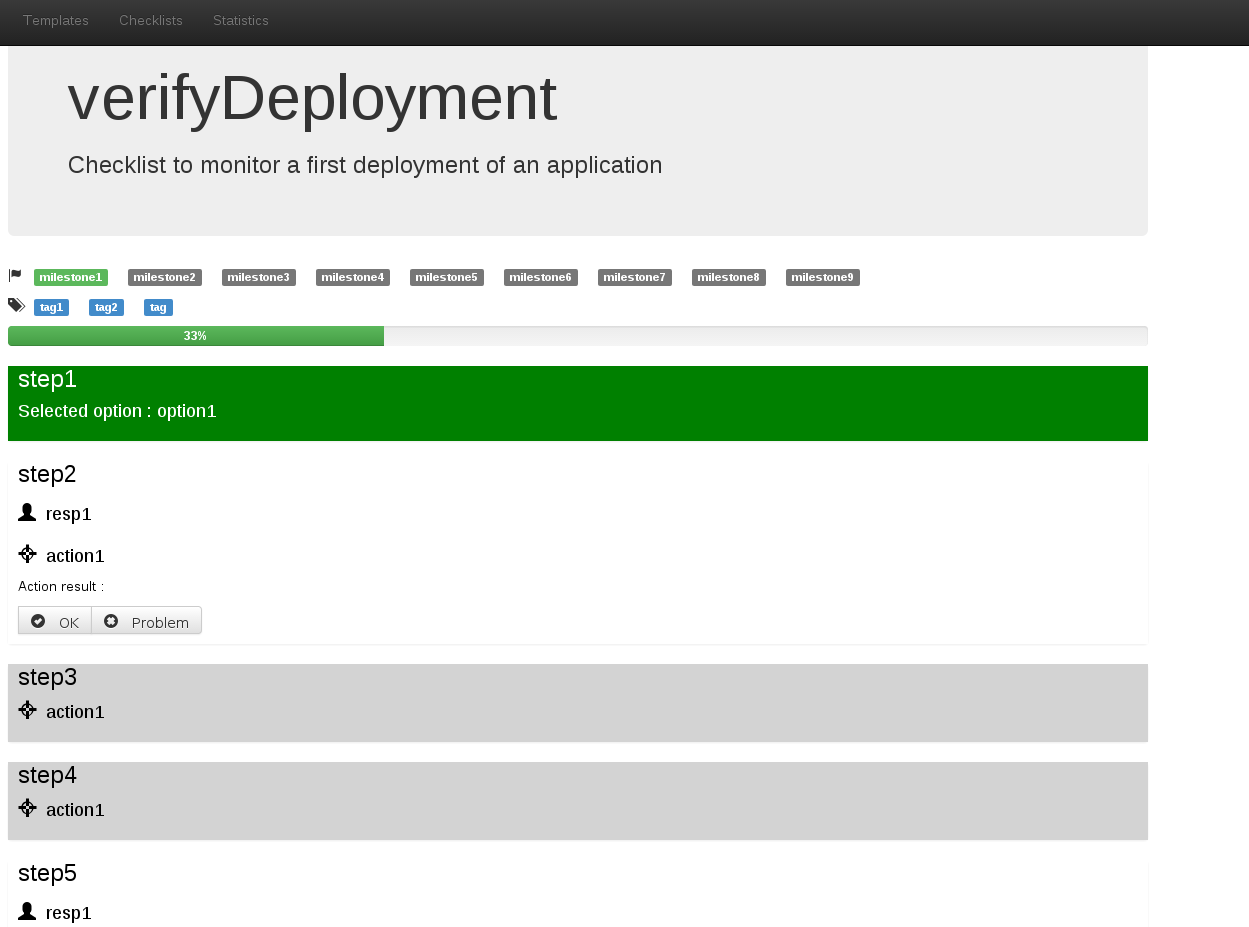 Templates Checklists Statistics
verifyDeployment
Checklist to monitor a first deployment of an application
milestone1 milestone2 milestone3 milestone4 milestone5 milestone6 milestone7 milestone8 milestone9
tag1 tag2 tag
33%
step1
Selected option : option1
step2
resp1
action1
Action result :
OK Problem
step3
action1
step4
action1
step5
resp1